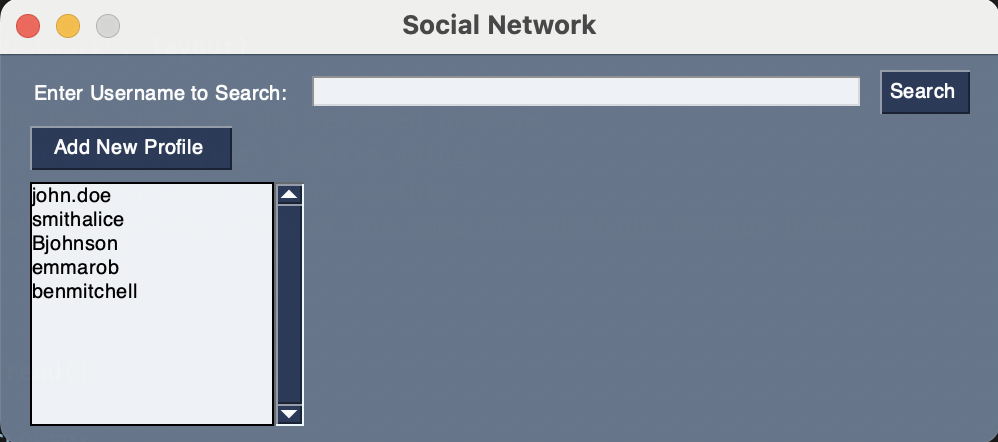 Social Network
Enter Username to Search:
Search
Add New Profile
john.doe
smithalice
Bjohnson
emmarob
benmitchell